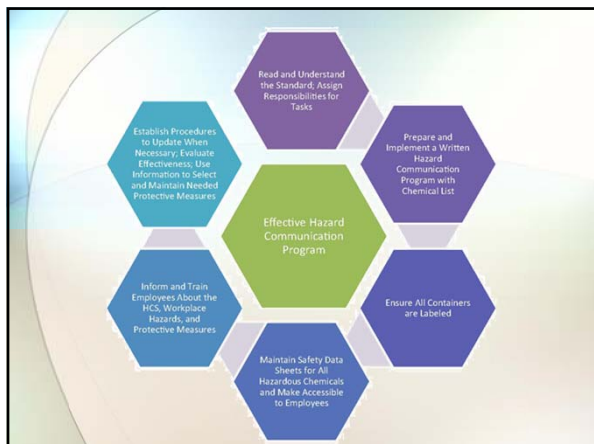 Read and Understand
the Standard; Assign
Responsibilities for
Tasks
Prepare and
Implement a Written
Hazard
Communication
Program with
Chemical List
Ensure All Containers
are Labeled
Maintain Safety Data
Sheets for All
Hazardous Chemicals
and Make Accessible
to Employees
Inform and Train
Employees About the
HCS, Workplace
Hazards, and
Protective Measures
Establish Procedures
to Update When
Necessary; Evaluate
Effectiveness; Use
Information to Select
and Maintain Needed
Protective Measures
Effective Hazard
Communication
Program